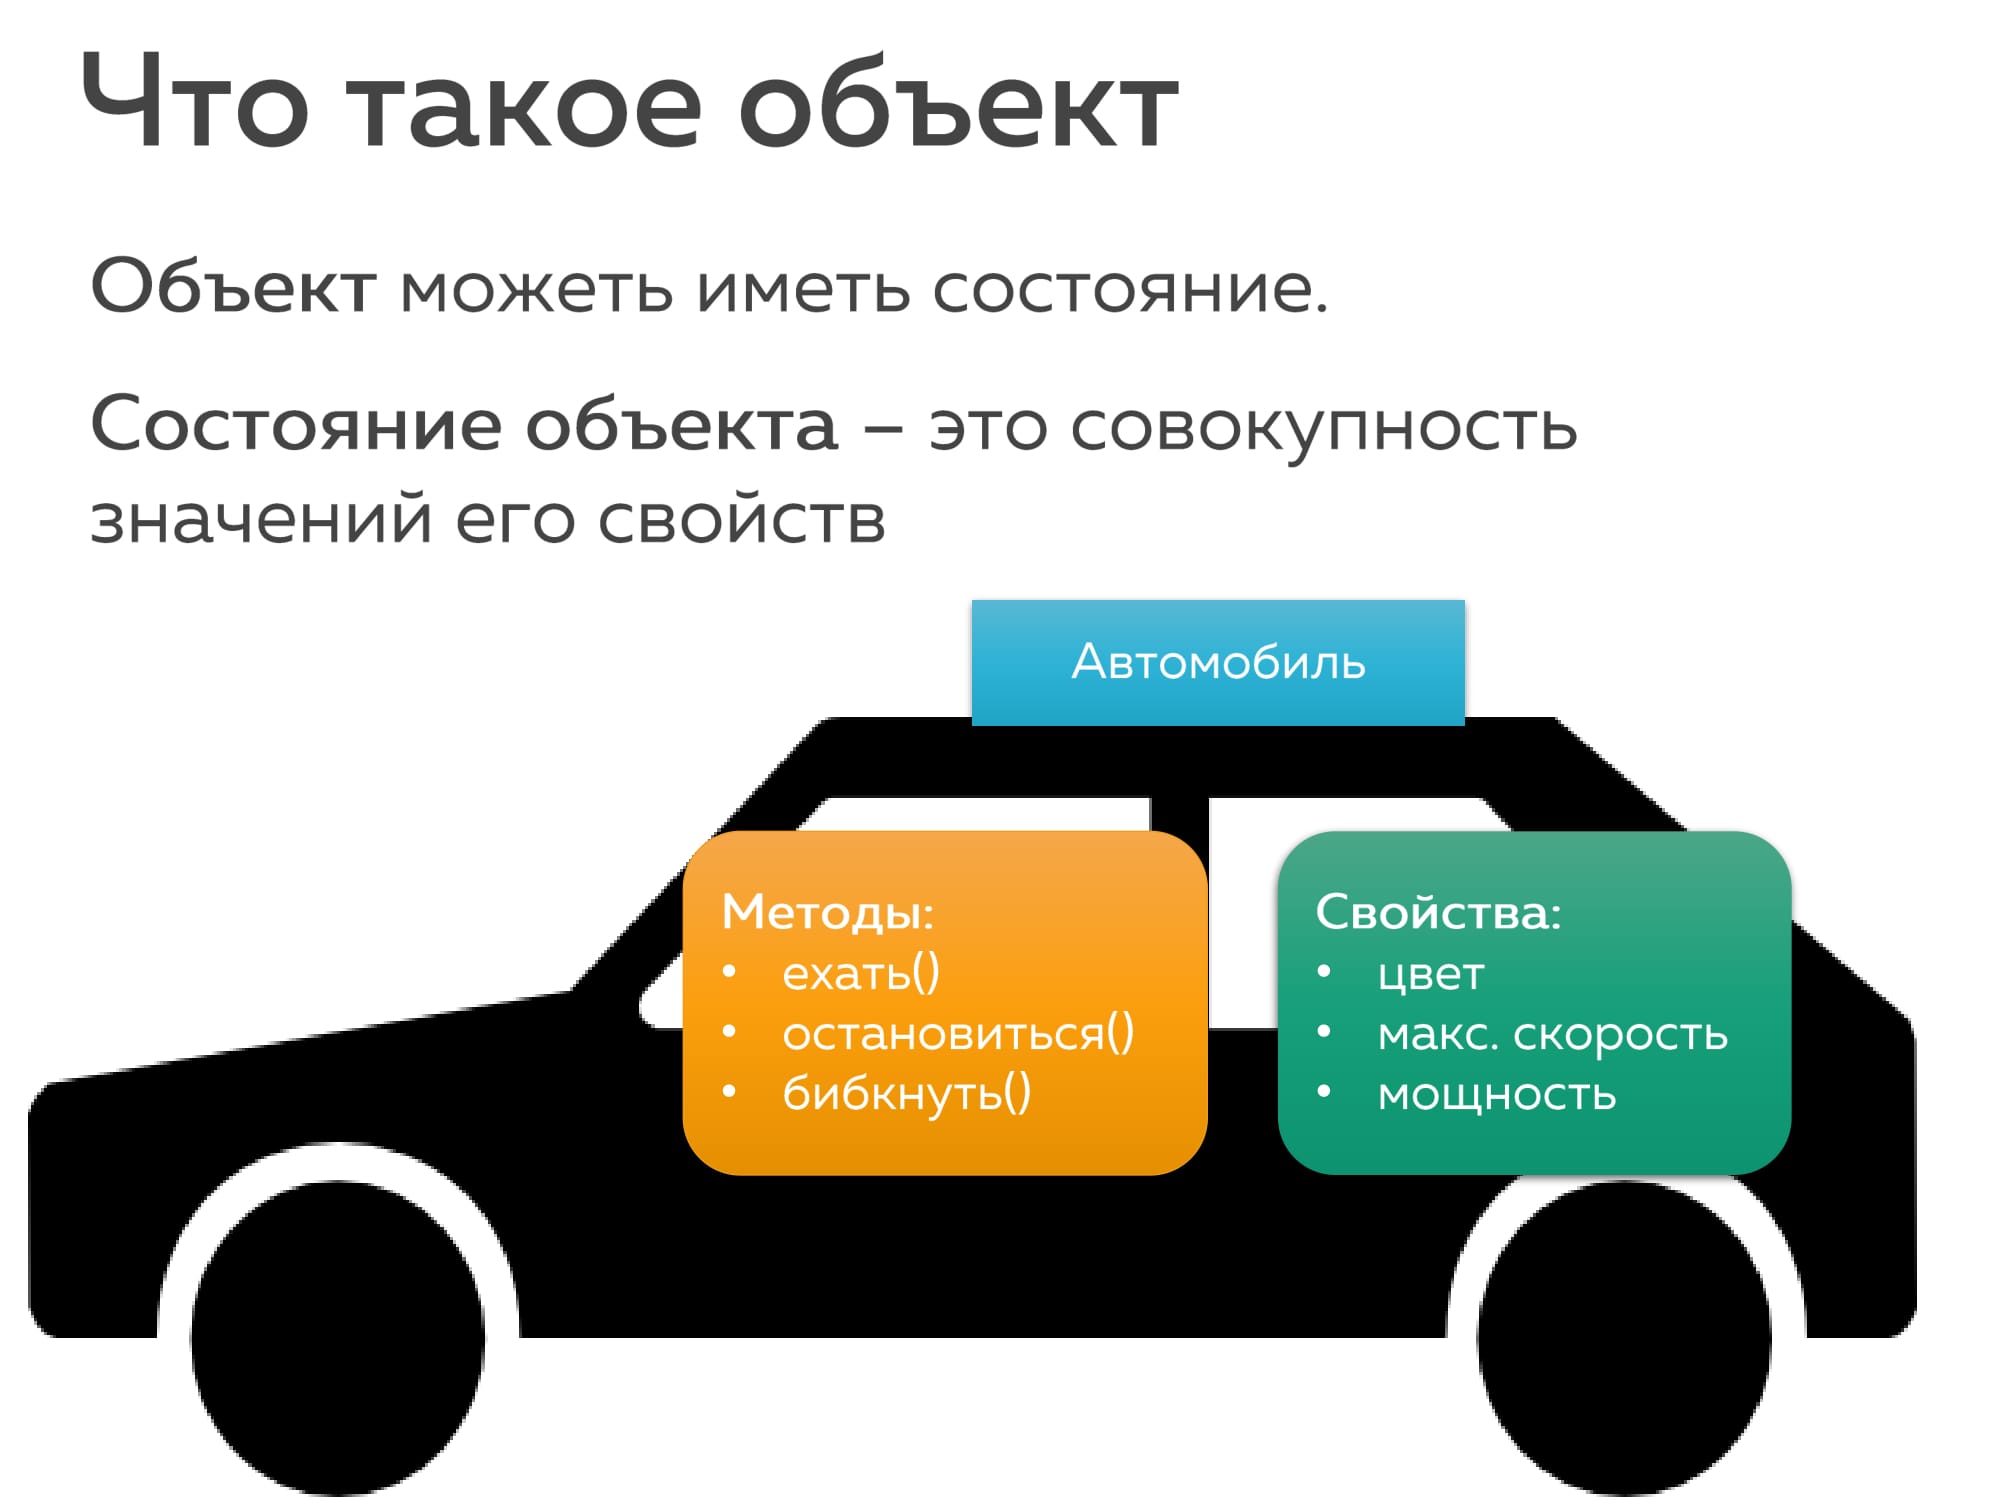 Что такое объект
Объект можеть иметь состояние.
Состояние объекта – это совокупность
значений его свойств
Автомобиль
Методы:
• ехать()
• остановиться()
• бибкнуть()
Свойства:
• цвет
• макс. скорость
• мощность